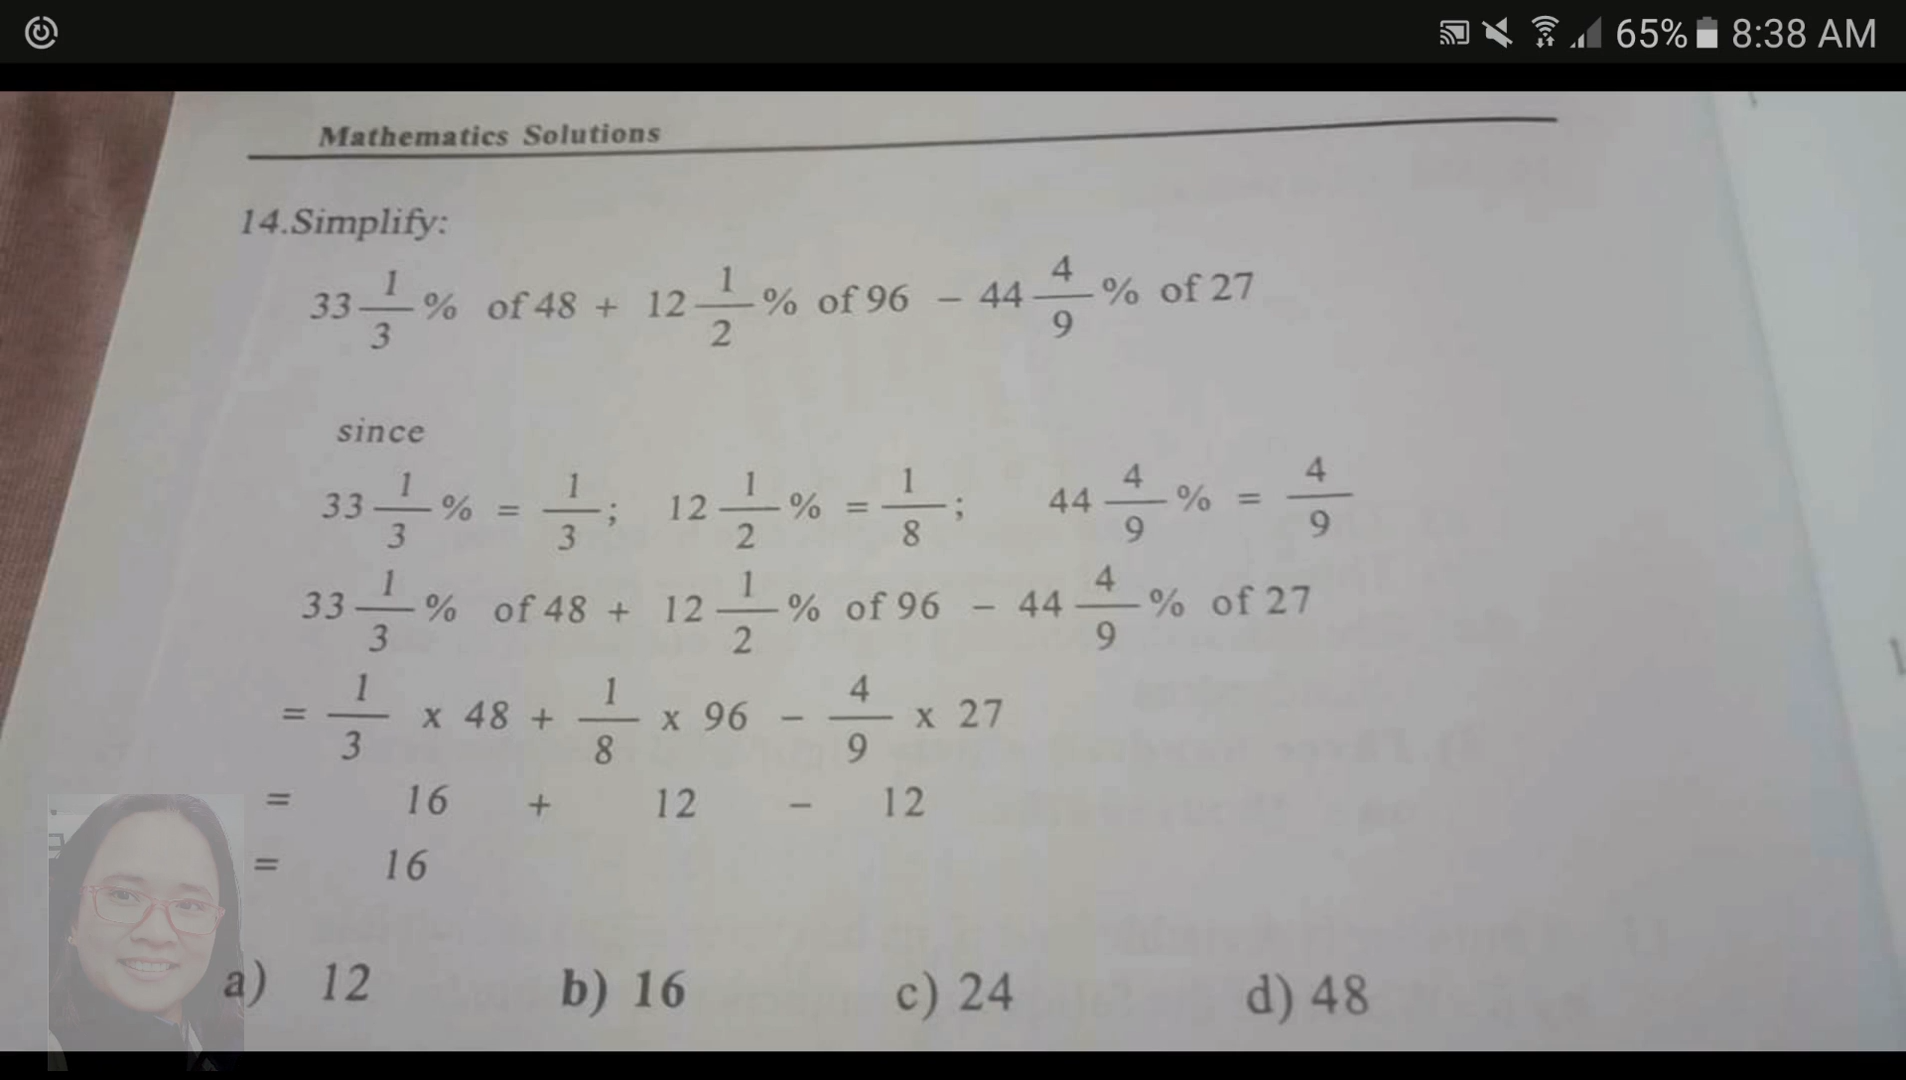 65% 8:38 AM
Mathematics Solutions
14.Simplify:
33 1/3 % of 48 + 12 1/2 % of 96 - 44 4/9 % of 27
since
33 1/3 % = 1/3; 12 1/2 % = 1/8; 44 4/9 % = 4/9
33 1/3 % of 48 + 12 1/2 % of 96 - 44 4/9 % of 27
= 1/3 x 48 + 1/8 x 96 - 4/9 x 27
= 16 + 12 - 12
= 16
a) 12 b) 16 c) 24 d) 48